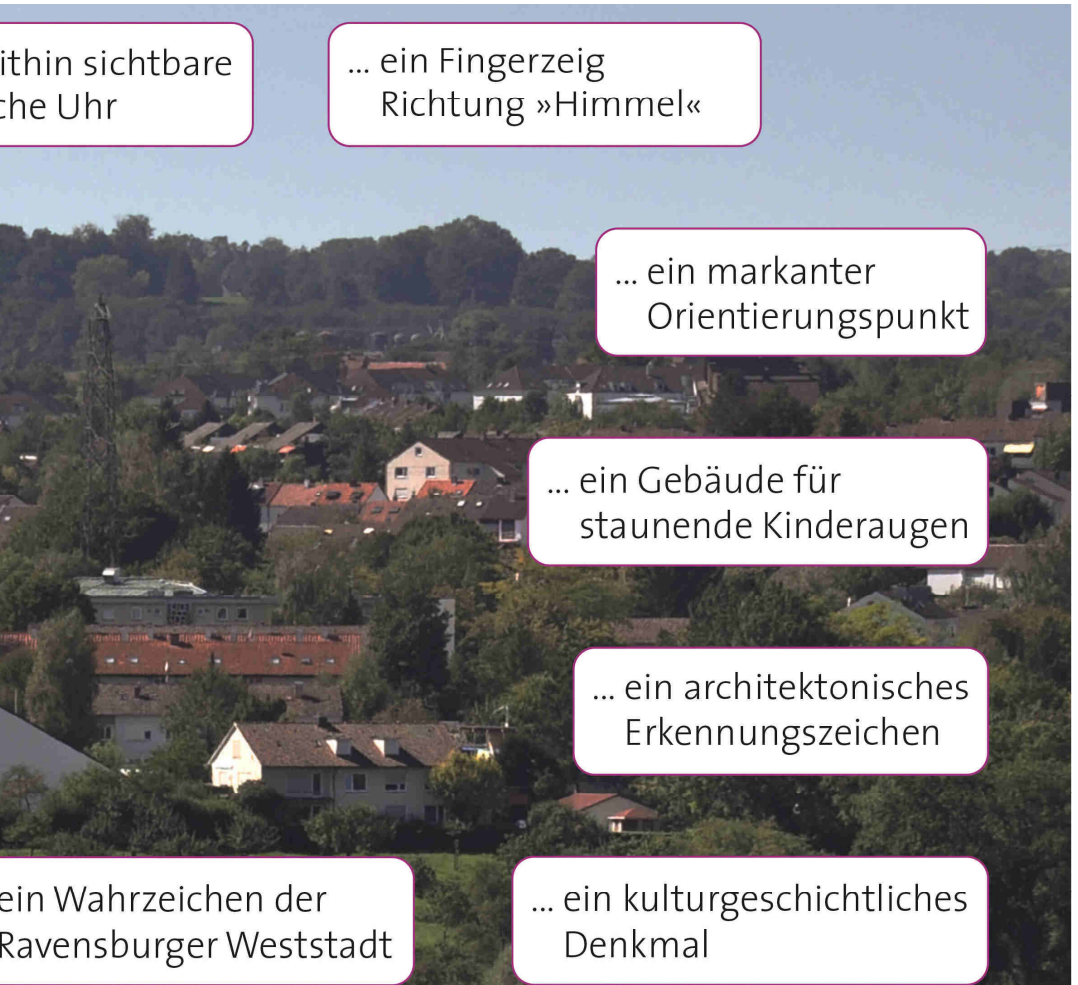 ithin sichtbare
che Uhr
... ein Fingerzeig
Richtung »Himmel«
... ein markanter
Orientierungspunkt
... ein Gebäude für
staunende Kinderaugen
... ein architektonisches
Erkennungszeichen
ein Wahrzeichen der
Ravensburger Weststadt
... ein kulturgeschichtliches
Denkmal